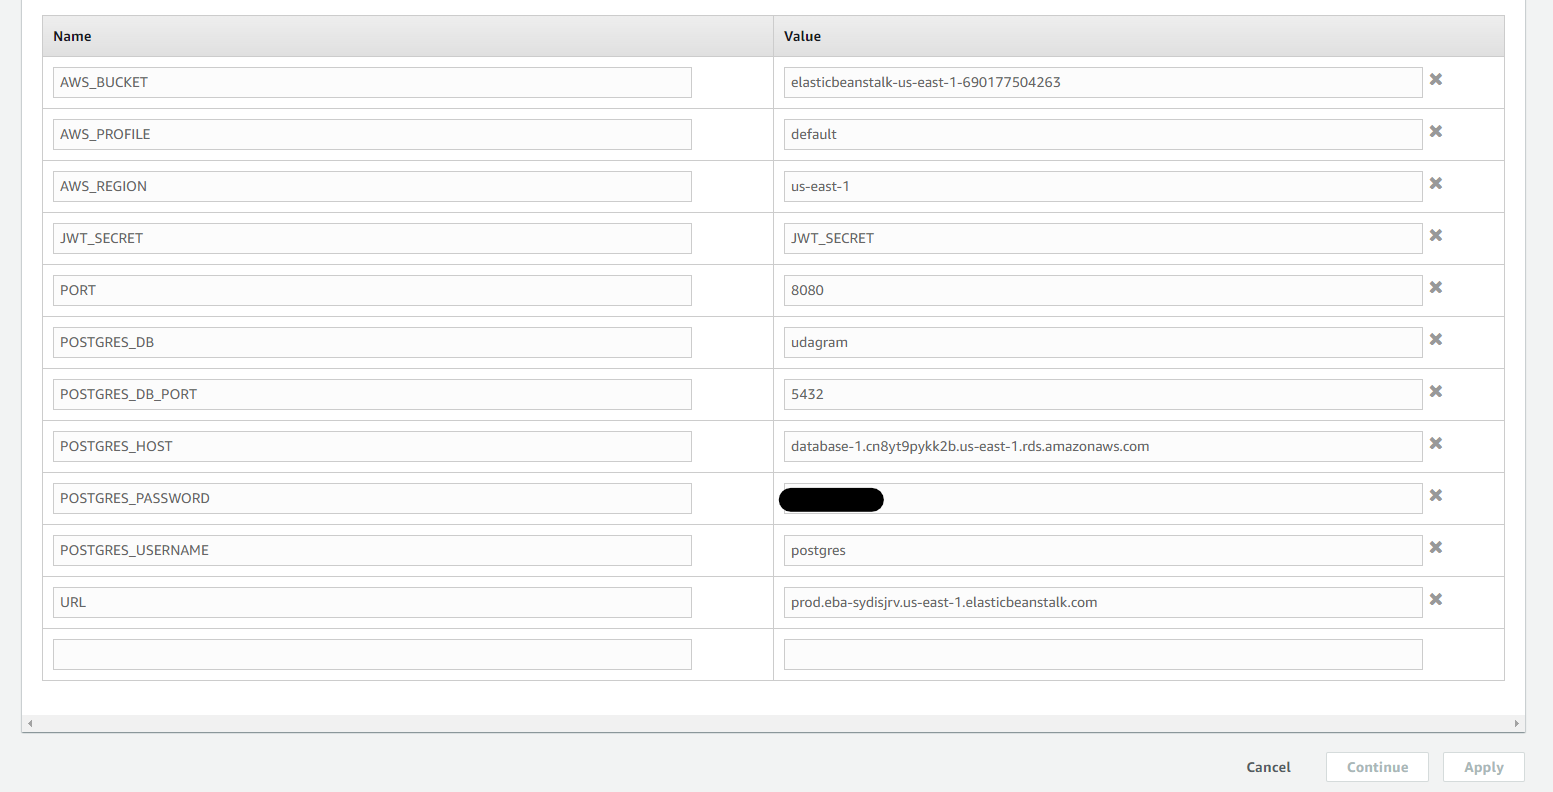 Name Value
AWS_BUCKET elasticbeanstalk-us-east-1-690177504263
AWS_PROFILE default
AWS_REGION us-east-1
JWT_SECRET JWT_SECRET
PORT 8080
POSTGRES_DB udagram
POSTGRES_DB_PORT 5432
POSTGRES_HOST database-1.cn8yt9pykk2b.us-east-1.rds.amazonaws.com
POSTGRES_PASSWORD
POSTGRES_USERNAME postgres
URL prod.eba-sydisjrv.us-east-1.elasticbeanstalk.com
Cancel Continue Apply